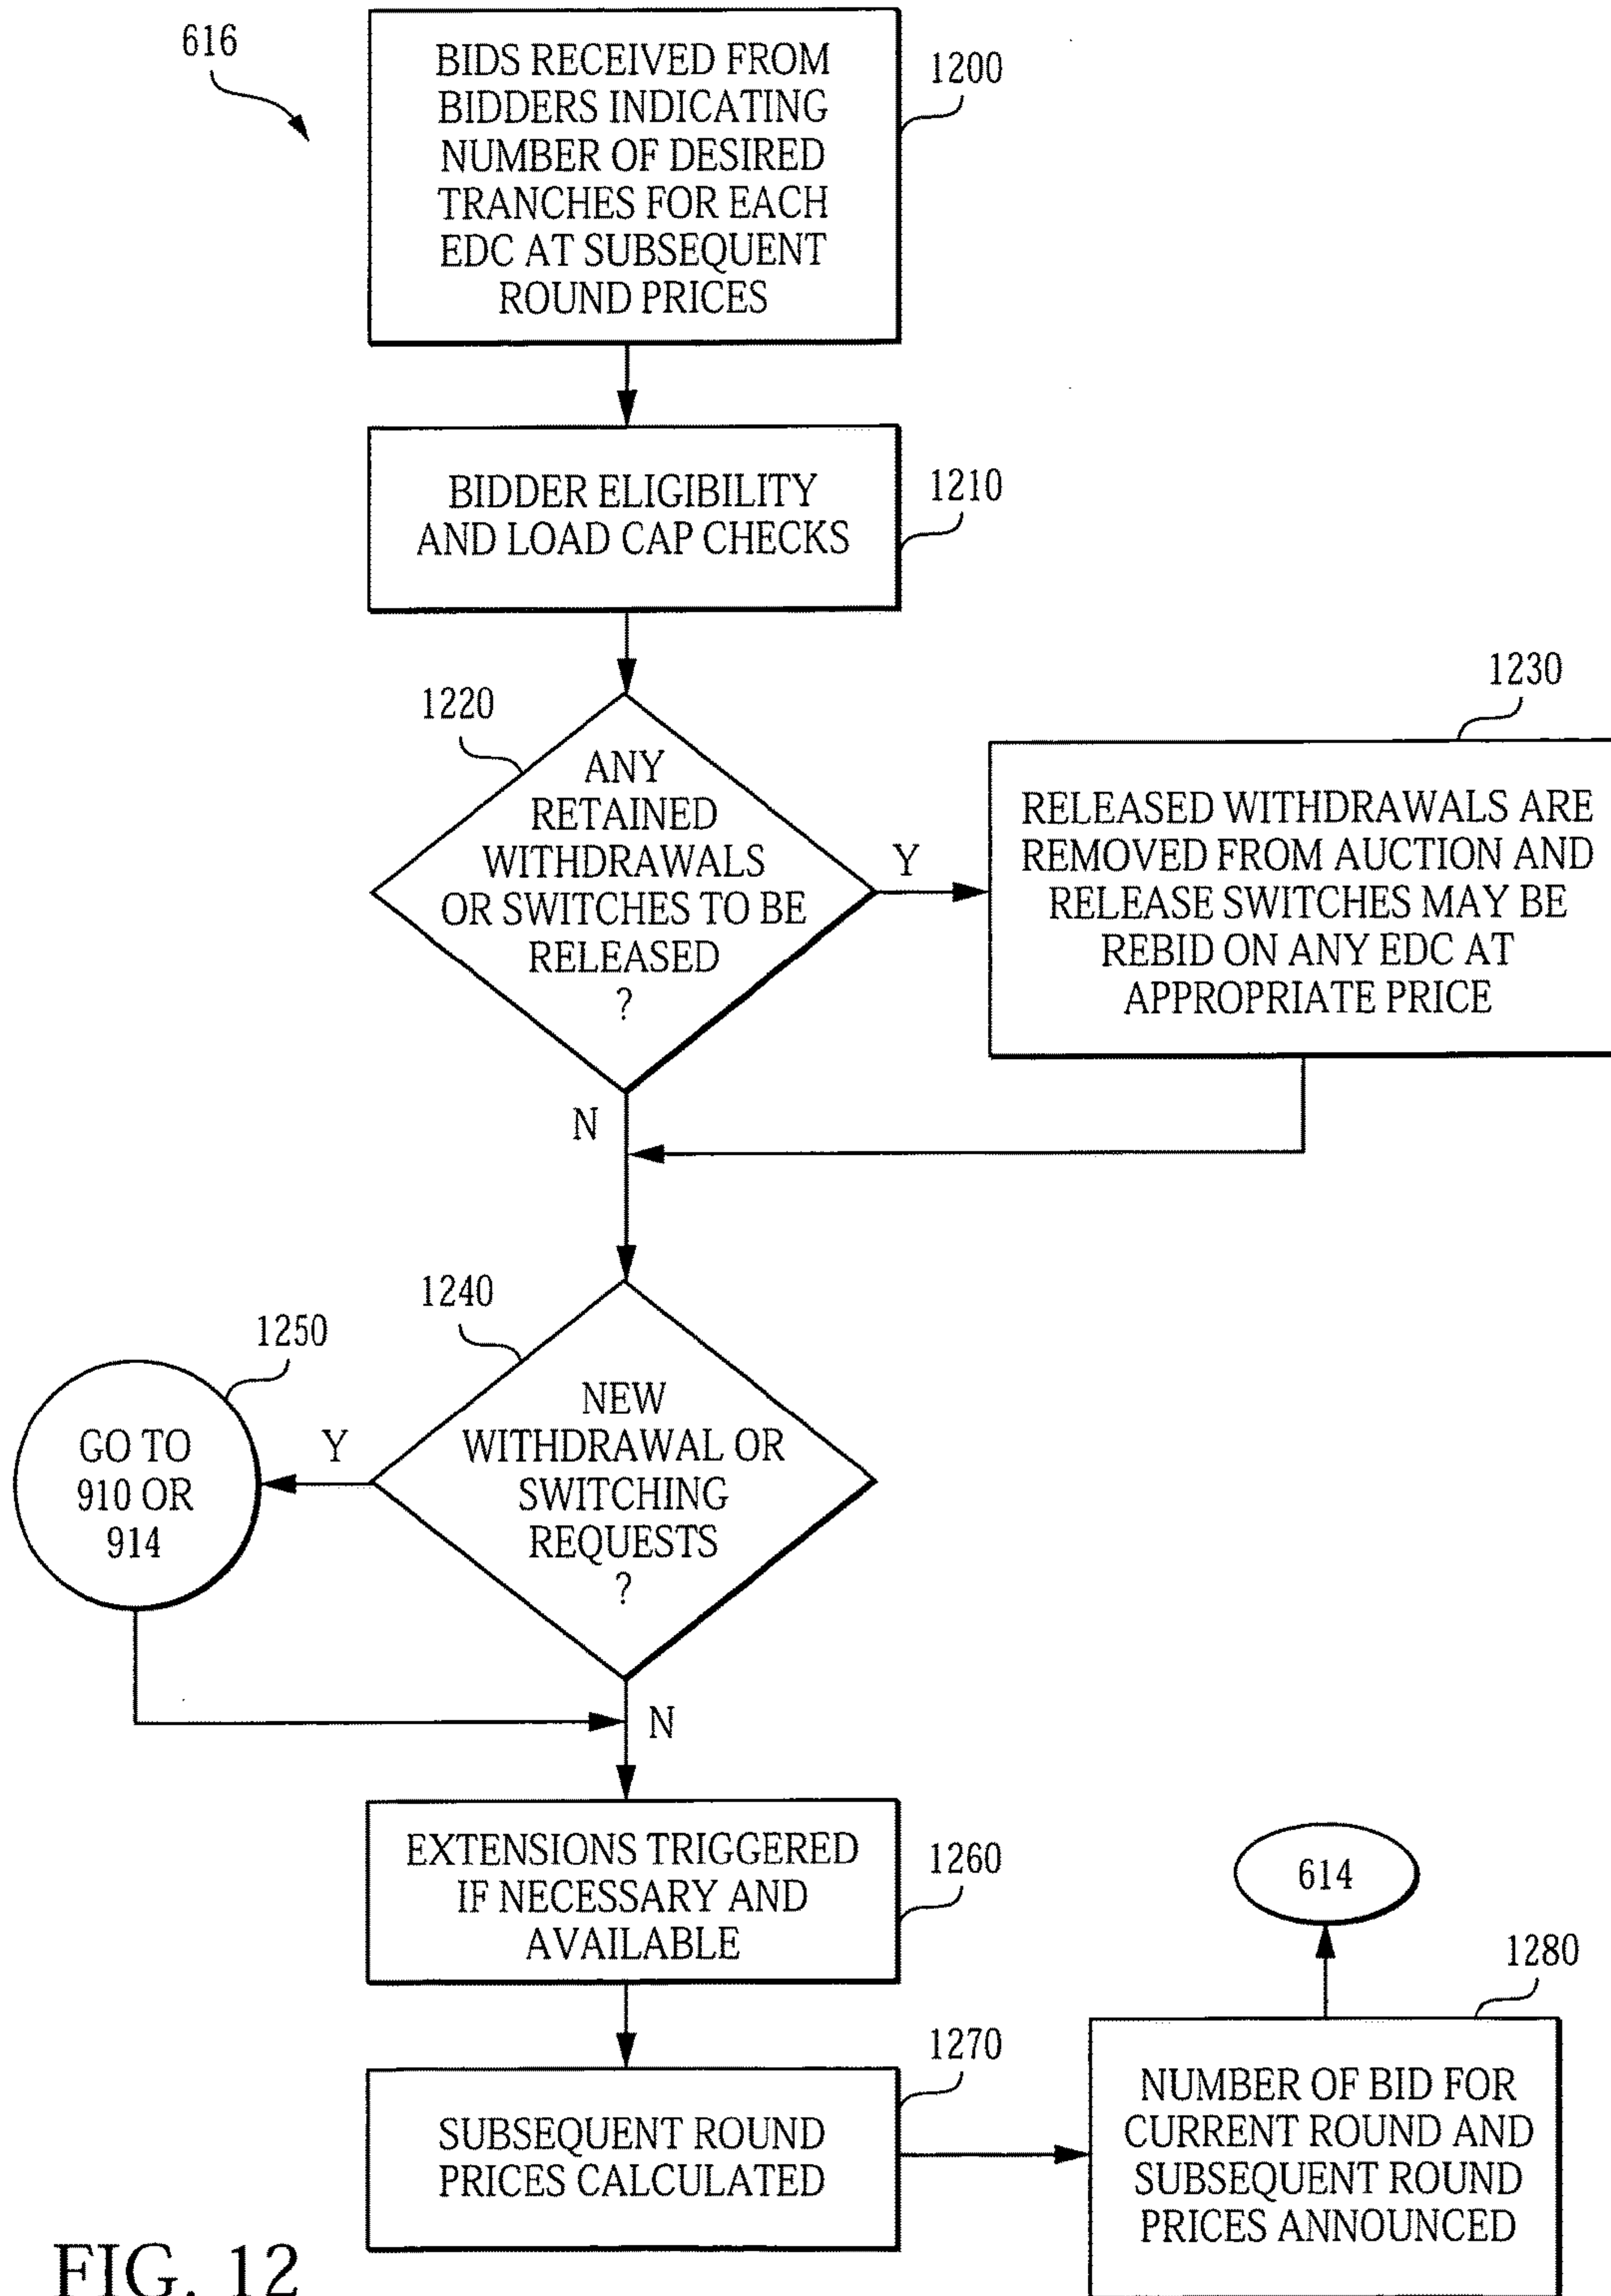 616
BIDS RECEIVED FROM
BIDDERS INDICATING
NUMBER OF DESIRED
TRANCHES FOR EACH
EDC AT SUBSEQUENT
ROUND PRICES
1200
BIDDER ELIGIBILITY
AND LOAD CAP CHECKS
1210
1220
ANY
RETAINED
WITHDRAWALS
OR SWITCHES TO BE
RELEASED
?
Y
N
1230
RELEASED WITHDRAWALS ARE
REMOVED FROM AUCTION AND
RELEASE SWITCHES MAY BE
REBID ON ANY EDC AT
APPROPRIATE PRICE
1240
NEW
WITHDRAWAL OR
SWITCHING
REQUESTS
?
Y
N
1250
GO TO
910 OR
914
EXTENSIONS TRIGGERED
IF NECESSARY AND
AVAILABLE
1260
SUBSEQUENT ROUND
PRICES CALCULATED
1270
614
1280
NUMBER OF BID FOR
CURRENT ROUND AND
SUBSEQUENT ROUND
PRICES ANNOUNCED
FIG. 12